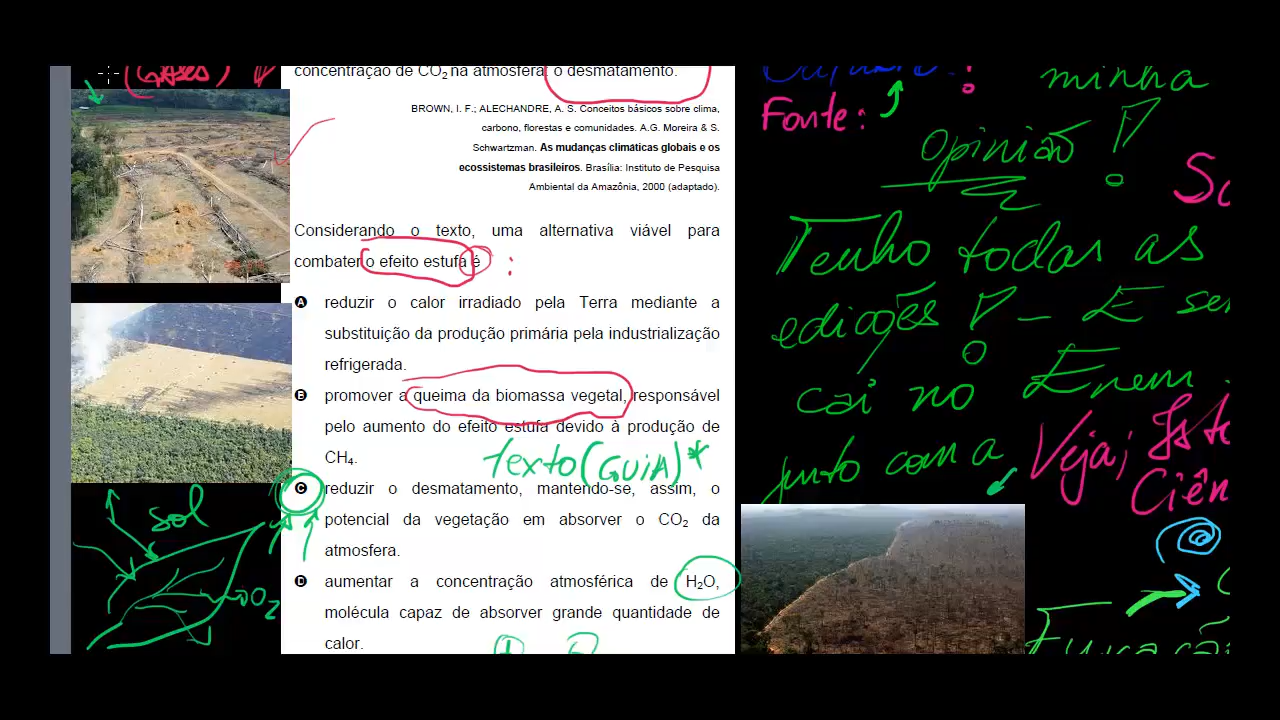 (GASES)
concentração de CO₂ na atmosfera: o desmatamento.
BROWN, I. F.; ALECHANDRE, A. S. Conceitos básicos sobre clima,
carbono, florestas e comunidades. A.G. Moreira & S.
Schwartzman. As mudanças climáticas globais e os
ecossistemas brasileiros. Brasília: Instituto de Pesquisa
Ambiental da Amazônia, 2000 (adaptado).
Considerando o texto, uma alternativa viável para
combater o efeito estufa é :
A reduzir o calor irradiado pela Terra mediante a
substituição da produção primária pela industrialização
refrigerada.
B promover a queima da biomassa vegetal, responsável
pelo aumento do efeito estufa devido à produção de
CH₄.
texto (GUIA)*
C reduzir o desmatamento, mantendo-se, assim, o
potencial da vegetação em absorver o CO₂ da
atmosfera.
D aumentar a concentração atmosférica de H₂O,
molécula capaz de absorver grande quantidade de
calor.
sol
O₂
minha
Fonte:
opinião !
Tenho todas as
edições ! - E
cai no Enem
junto com a
Veja;